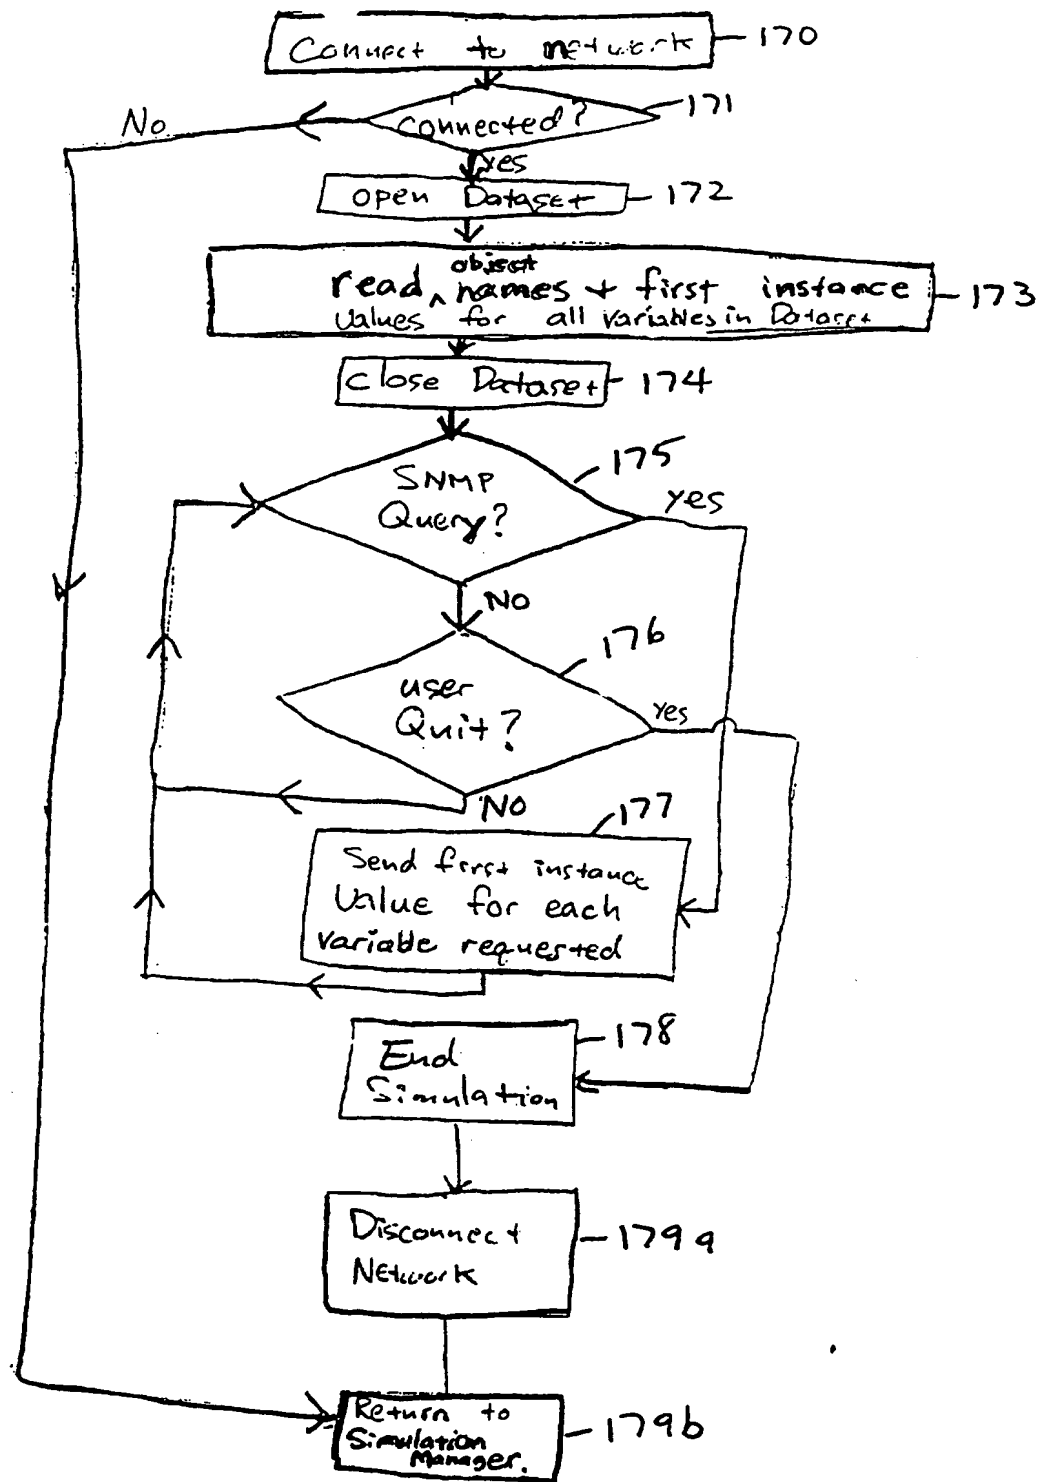 Connect to network
170
connected?
171
No
yes
open Dataset
172
object
read ^ names + first instance
values for all variables in Dataset
173
close Dataset
174
SNMP
Query?
175
yes
NO
user
Quit?
176
yes
NO
177
Send first instance
value for each
variable requested
End
Simulation
178
Disconnect
Network
179a
Return to
Simulation
Manager.
179b